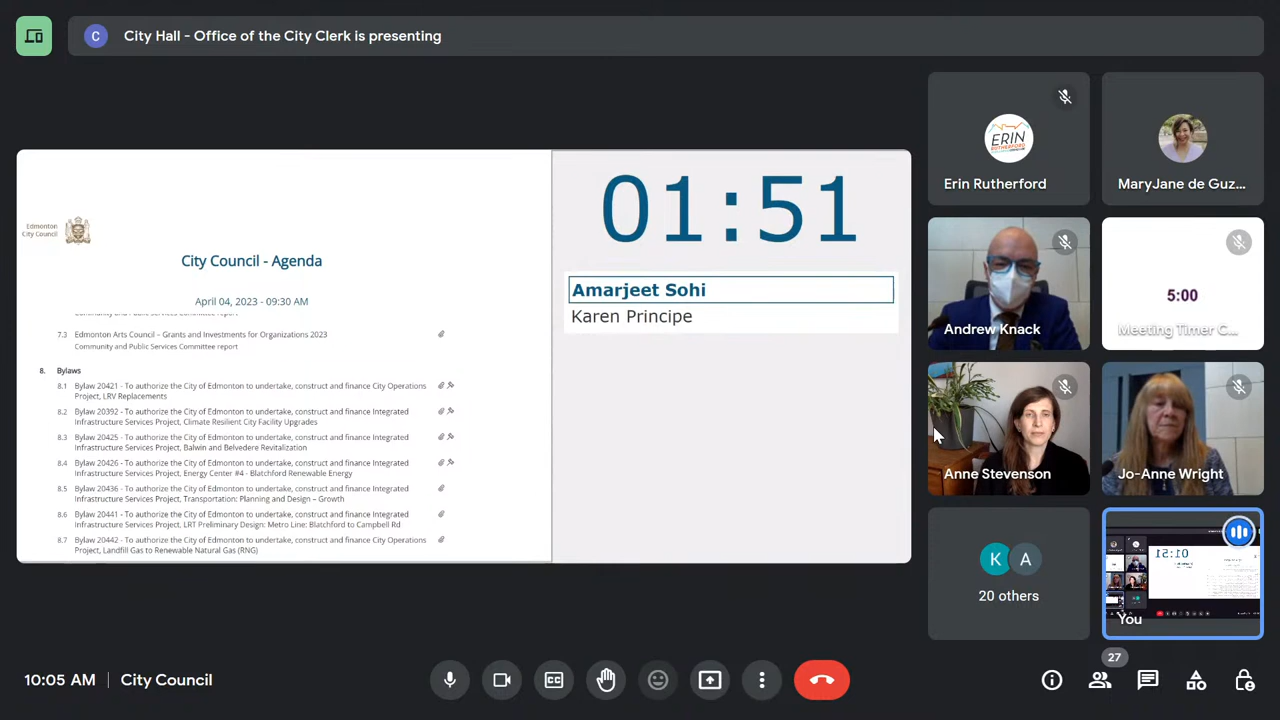 C
City Hall - Office of the City Clerk is presenting
Edmonton
City Council
City Council - Agenda
April 04, 2023 - 09:30 AM
Community and Public Services Committee report
7.3 Edmonton Arts Council - Grants and Investments for Organizations 2023
Community and Public Services Committee report
8. Bylaws
8.1 Bylaw 20421 - To authorize the City of Edmonton to undertake, construct and finance City Operations
Project, LRV Replacements
8.2 Bylaw 20392 - To authorize the City of Edmonton to undertake, construct and finance Integrated
Infrastructure Services Project, Climate Resilient City Facility Upgrades
8.3 Bylaw 20425 - To authorize the City of Edmonton to undertake, construct and finance Integrated
Infrastructure Services Project, Balwin and Belvedere Revitalization
8.4 Bylaw 20426 - To authorize the City of Edmonton to undertake, construct and finance Integrated
Infrastructure Services Project, Energy Center #4 - Blatchford Renewable Energy
8.5 Bylaw 20436 - To authorize the City of Edmonton to undertake, construct and finance Integrated
Infrastructure Services Project, Transportation: Planning and Design – Growth
8.6 Bylaw 20441 - To authorize the City of Edmonton to undertake, construct and finance Integrated
Infrastructure Services Project, LRT Preliminary Design: Metro Line: Blatchford to Campbell Rd
8.7 Bylaw 20442 - To authorize the City of Edmonton to undertake, construct and finance City Operations
Project, Landfill Gas to Renewable Natural Gas (RNG)
01:51
Amarjeet Sohi
Karen Principe
ERIN
RUTHERFORD
Erin Rutherford
MaryJane de Guz...
Andrew Knack
5:00
Meeting Timer C...
Anne Stevenson
Jo-Anne Wright
K A
20 others
01:51
You
10:05 AM | City Council
CC
27